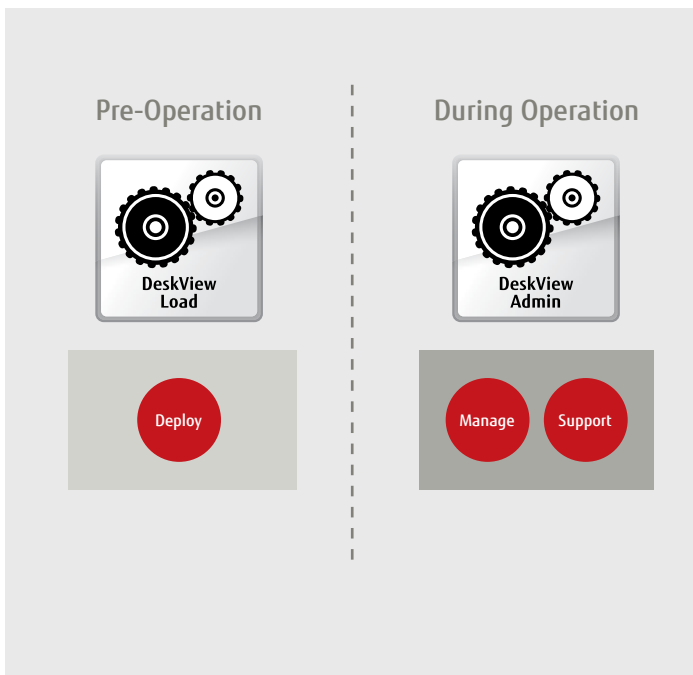 Pre-Operation
DeskView
Load
Deploy
During Operation
DeskView
Admin
Manage
Support